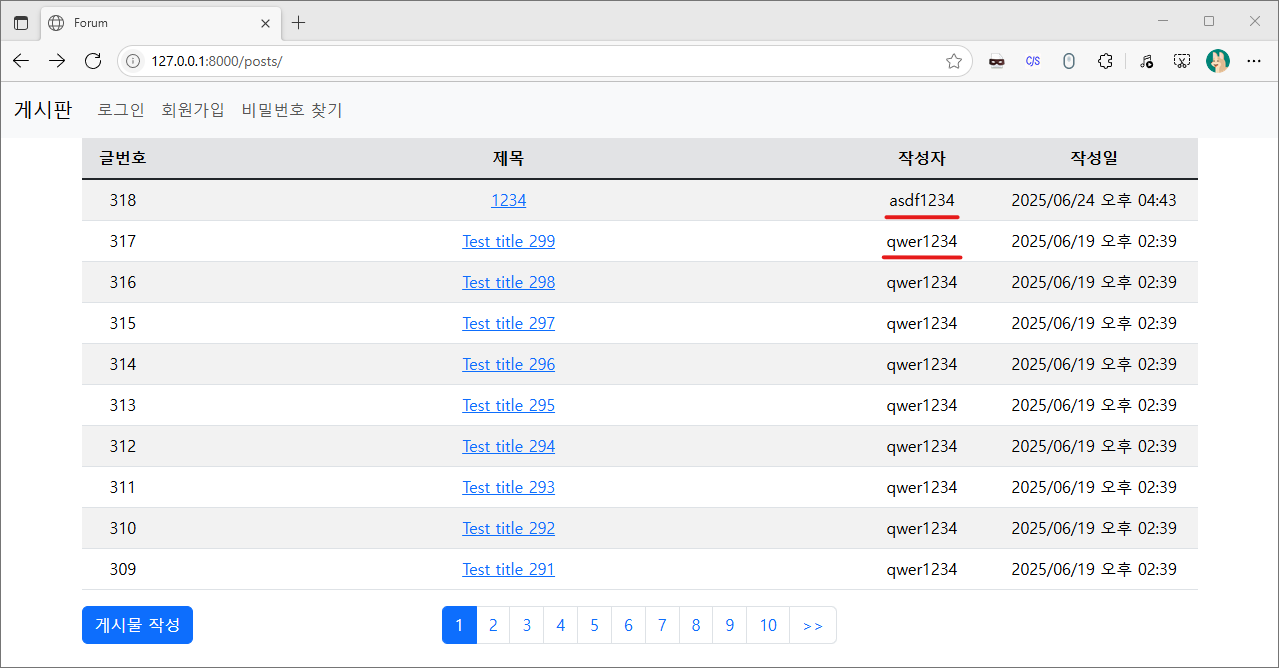 Forum
127.0.0.1:8000/posts/
C/S
게시판 로그인 회원가입 비밀번호 찾기
글번호 제목 작성자 작성일
318 1234 asdf1234 2025/06/24 오후 04:43
317 Test title 299 qwer1234 2025/06/19 오후 02:39
316 Test title 298 qwer1234 2025/06/19 오후 02:39
315 Test title 297 qwer1234 2025/06/19 오후 02:39
314 Test title 296 qwer1234 2025/06/19 오후 02:39
313 Test title 295 qwer1234 2025/06/19 오후 02:39
312 Test title 294 qwer1234 2025/06/19 오후 02:39
311 Test title 293 qwer1234 2025/06/19 오후 02:39
310 Test title 292 qwer1234 2025/06/19 오후 02:39
309 Test title 291 qwer1234 2025/06/19 오후 02:39
게시물 작성 1 2 3 4 5 6 7 8 9 10 >>